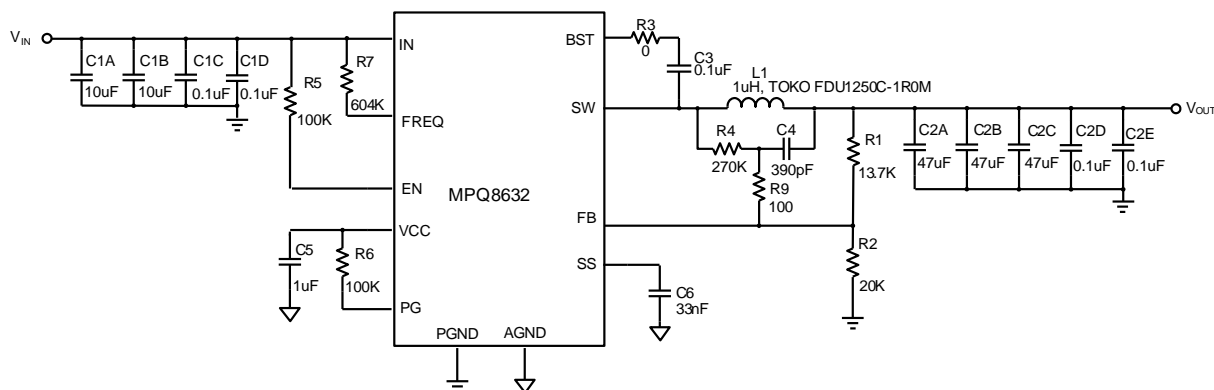 V_IN
C1A
10uF
C1B
10uF
C1C
0.1uF
C1D
0.1uF
R5
100K
R7
604K
C5
1uF
R6
100K
IN
FREQ
EN
VCC
PG
MPQ8632
PGND
AGND
BST
SW
FB
SS
R3
0
C3
0.1uF
L1
1uH, TOKO FDU1250C-1R0M
R4
270K
C4
390pF
R9
100
R1
13.7K
R2
20K
C6
33nF
C2A
47uF
C2B
47uF
C2C
47uF
C2D
0.1uF
C2E
0.1uF
V_OUT